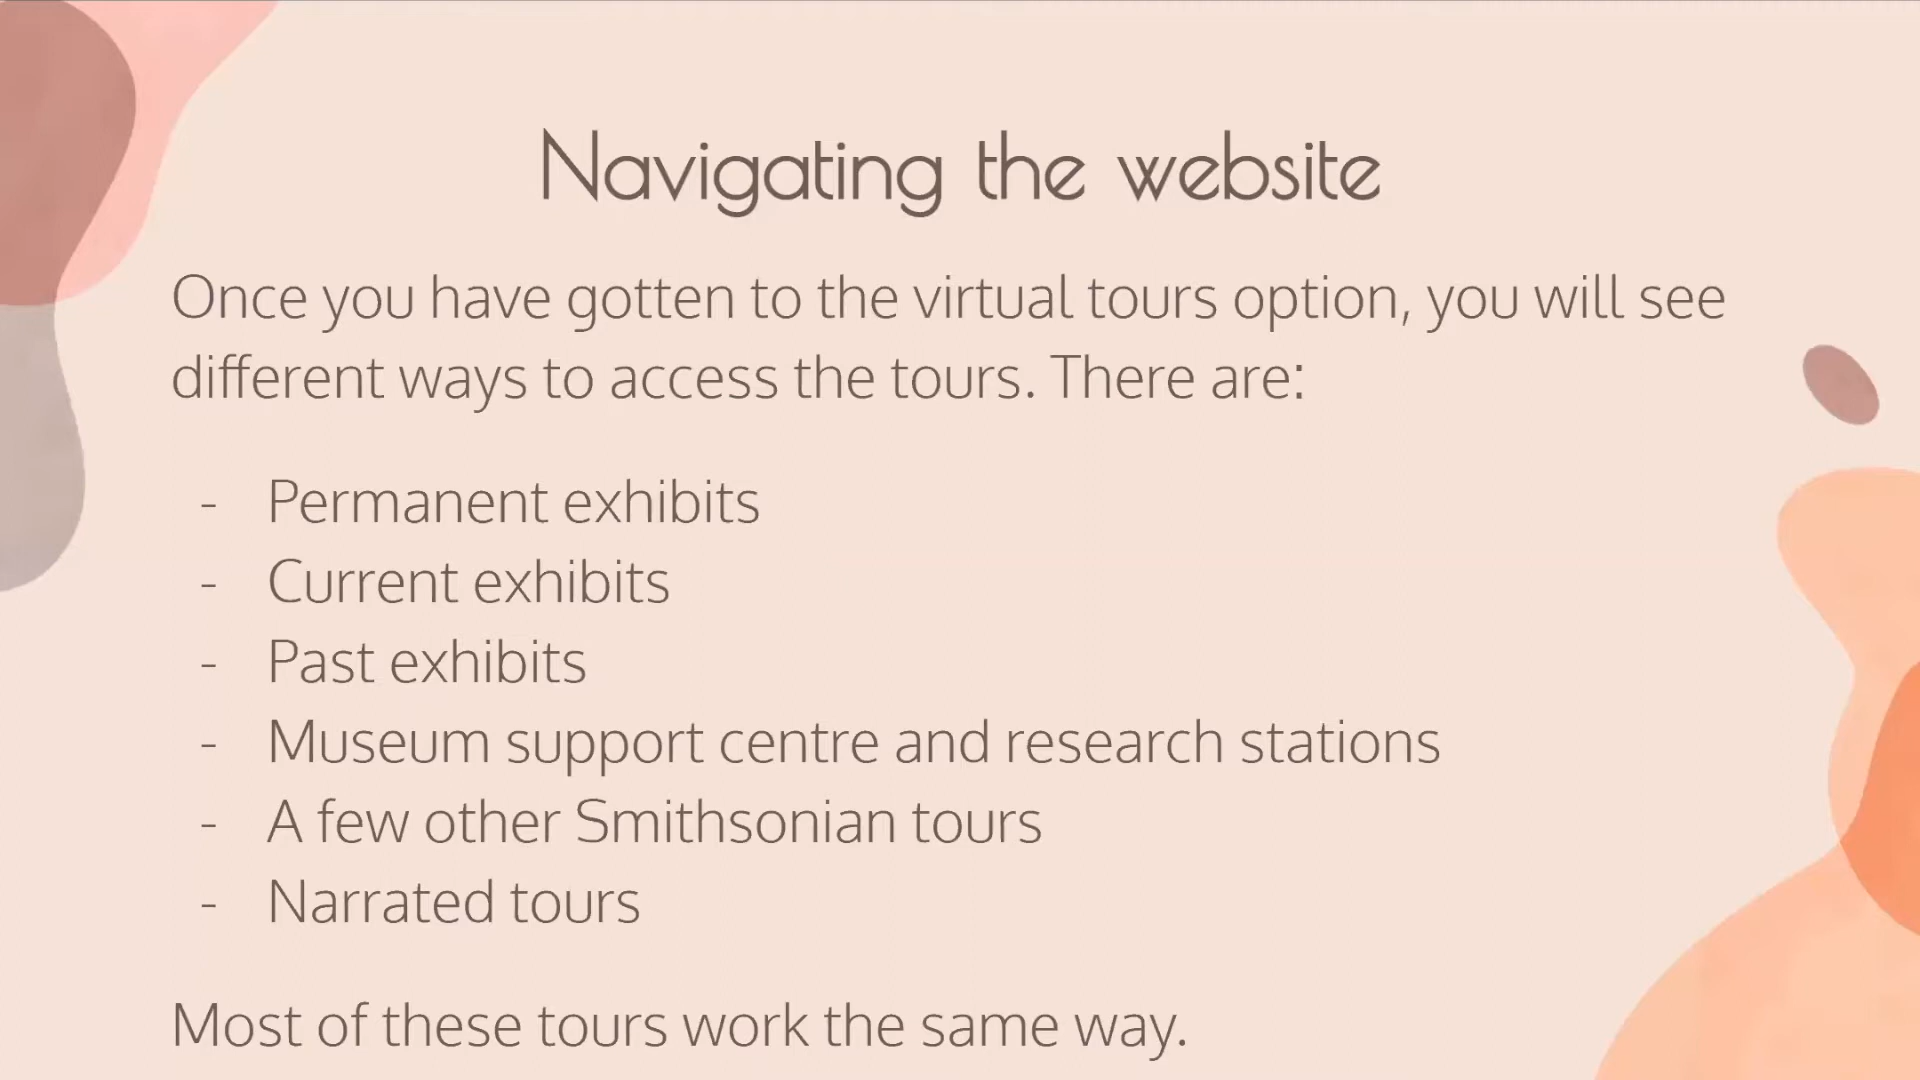 Navigating the website
Once you have gotten to the virtual tours option, you will see
different ways to access the tours. There are:
- Permanent exhibits
- Current exhibits
- Past exhibits
- Museum support centre and research stations
- A few other Smithsonian tours
- Narrated tours
Most of these tours work the same way.